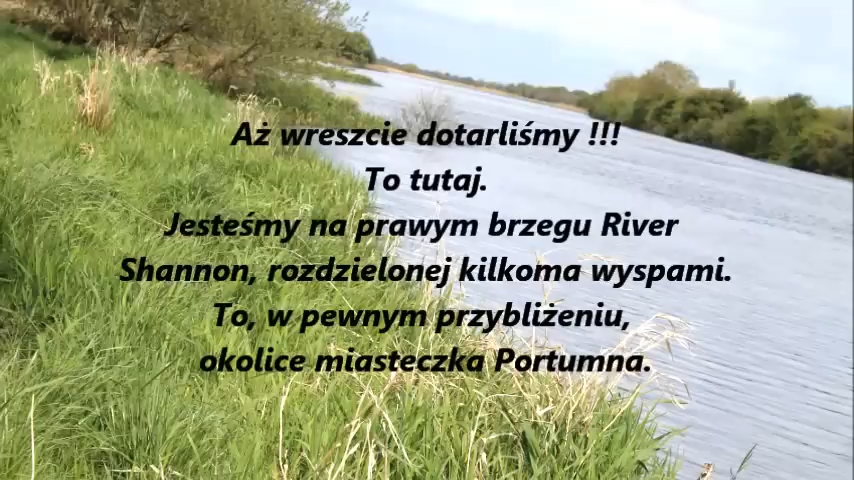 Aż wreszcie dotarliśmy !!!
To tutaj.
Jesteśmy na prawym brzegu River
Shannon, rozdzielonej kilkoma wyspami.
To, w pewnym przybliżeniu,
okolice miasteczka Portumna.